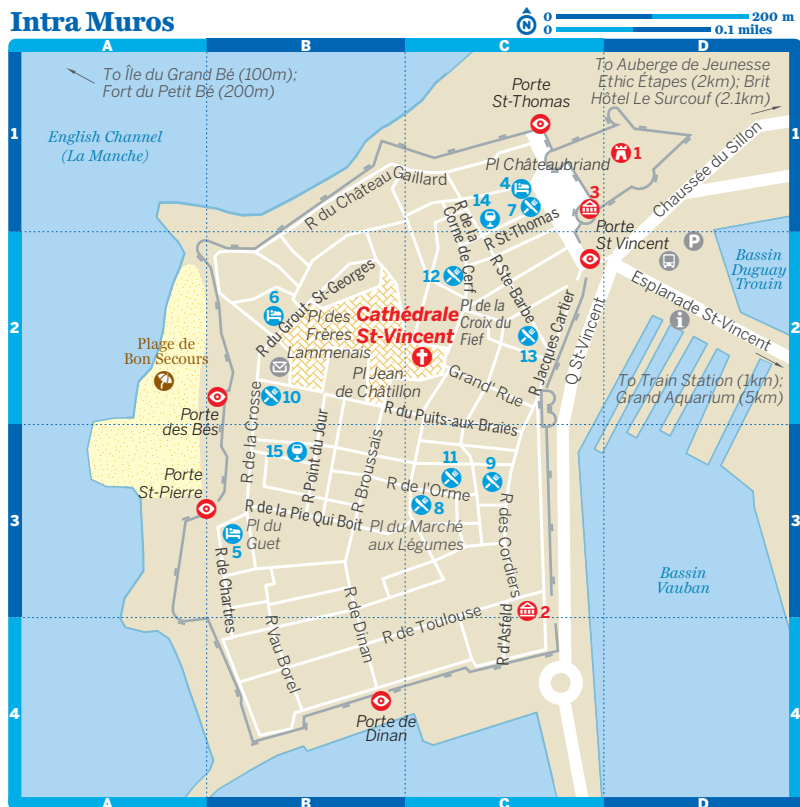 Intra Muros
N
0 200 m
0 0.1 miles
A B C D
To Île du Grand Bé (100m);
Fort du Petit Bé (200m)
To Auberge de Jeunesse
Ethic Étapes (2km); Brit
Hôtel Le Surcouf (2.1km)
Porte
St-Thomas
1
1
English Channel
(La Manche)
1
Pl Châteaubriand
Chaussée du Sillon
R du Château Gaillard
4
3
14
7
R de la
Corne de Cerf
R St-Thomas
Porte
St Vincent
P
Bassin
Duguay
Trouin
12
R Ste-Barbe
6
R du Grout-St-Georges
Esplanade St-Vincent
2
2
Pl des
Frères
Lammenais
Cathédrale
St-Vincent
Pl de la
Croix du
Fief
13
R Jacques Cartier
Q St-Vincent
i
Plage de
Bon Secours
Pl Jean
de Châtillon
Grand' Rue
To Train Station (1km);
Grand Aquarium (5km)
10
Porte
des Bés
R de la Crosse
R du Puits-aux-Braies
15
R Point du Jour
R Broussais
11
9
Porte
St-Pierre
R de l'Orme
8
3
3
R de la Pie Qui Boit
Pl du Marché
aux Légumes
R des Cordiers
Pl du
Guet
5
Bassin
Vauban
R de Chartres
2
R de Dinan
R de Toulouse
R d'Asfeld
R Vau Borel
4
4
Porte de
Dinan
A B C D